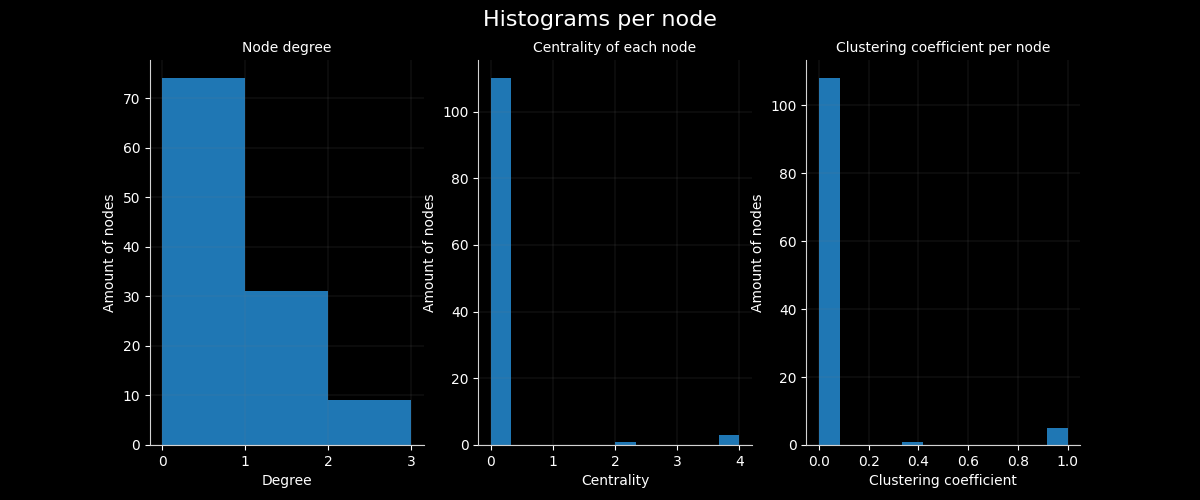 Histograms per node
Node degree
Amount of nodes
70
60
50
40
30
20
10
0
0 1 2 3
Degree
Centrality of each node
Amount of nodes
100
80
60
40
20
0
0 1 2 3 4
Centrality
Clustering coefficient per node
Amount of nodes
100
80
60
40
20
0
0.0 0.2 0.4 0.6 0.8 1.0
Clustering coefficient